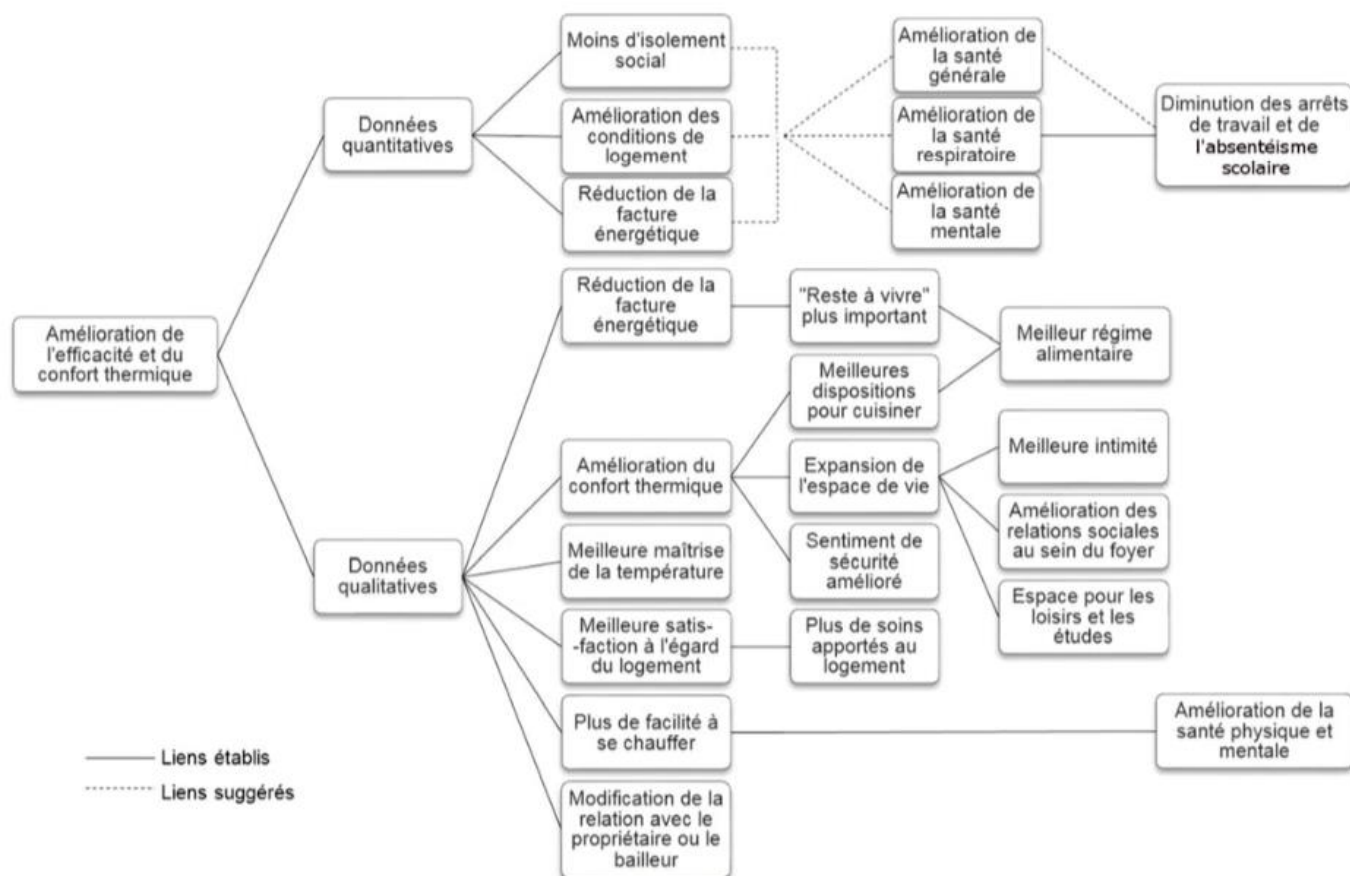 Moins d'isolement
social
Amélioration de
la santé
générale
Données
quantitatives
Amélioration des
conditions de
logement
Amélioration de
la santé
respiratoire
Diminution des arrêts
de travail et de
l'absentéisme
scolaire
Réduction de la
facture
énergétique
Amélioration de
la santé
mentale
Réduction de la
facture
énergétique
"Reste à vivre"
plus important
Meilleur régime
alimentaire
Amélioration de
l'efficacité et du
confort thermique
Meilleures
dispositions
pour cuisiner
Amélioration du
confort thermique
Expansion de
l'espace de vie
Meilleure intimité
Amélioration des
relations sociales
au sein du foyer
Données
qualitatives
Meilleure maîtrise
de la température
Sentiment de
sécurité
amélioré
Espace pour les
loisirs et les
études
Meilleure satis-
-faction à l'égard
du logement
Plus de soins
apportés au
logement
Plus de facilité à
se chauffer
Amélioration de la
santé physique et
mentale
Liens établis
Liens suggérés
Modification de la
relation avec le
propriétaire ou le
bailleur